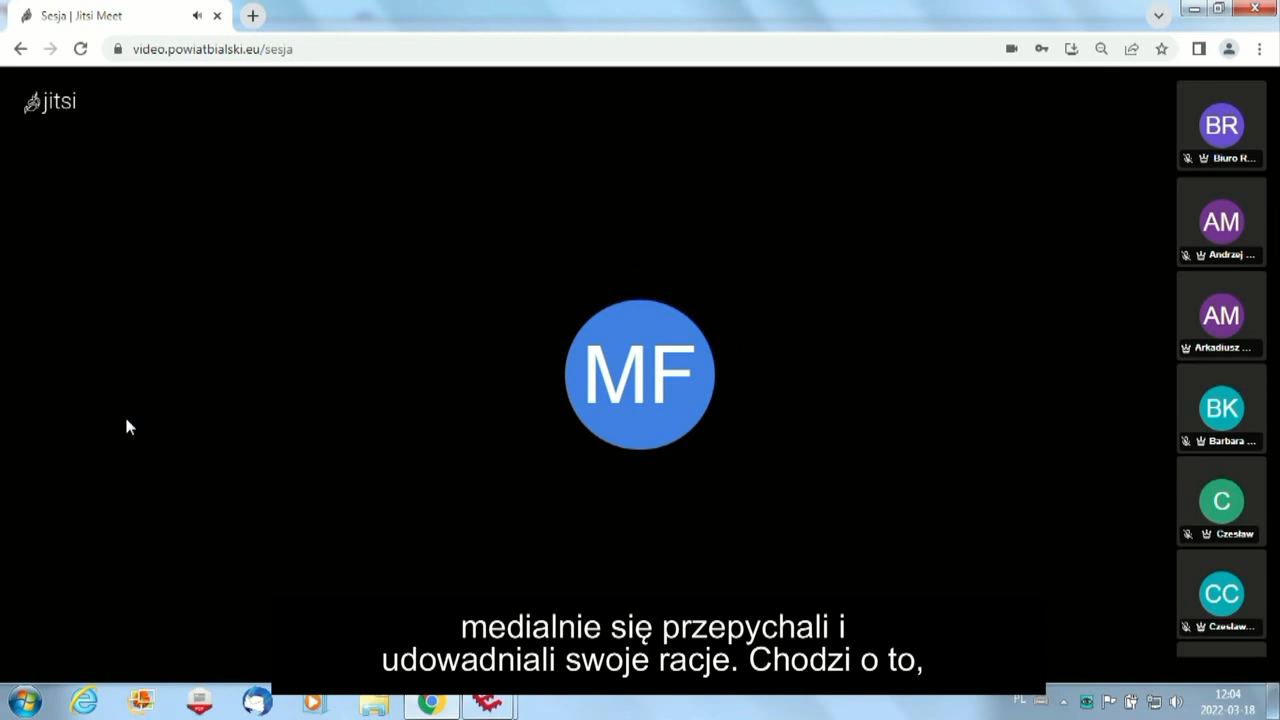 Sesja | Jitsi Meet
video.powiatbialski.eu/sesja
jitsi
BR
Biuro R...
AM
Andrzej ...
AM
Arkadiusz ...
BK
Barbara ...
C
Czesław
CC
Czesław...
MF
medialnie się przepychali i
udowadniali swoje racje. Chodzi o to,
PL
12:04
2022-03-18